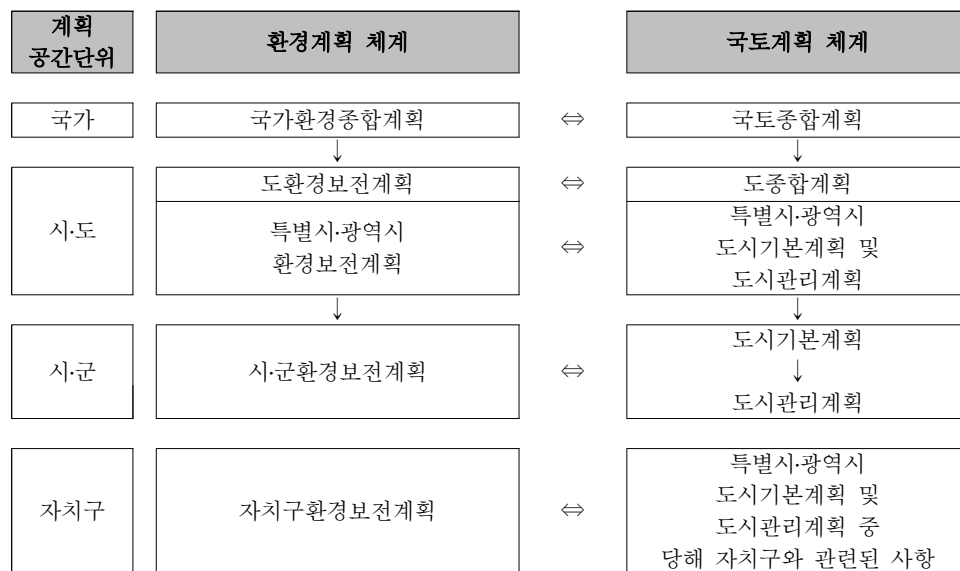 계획
공간단위
환경계획 체계
국토계획 체계
국가
국가환경종합계획
⇔
국토종합계획
↓
↓
시·도
도환경보전계획
⇔
도종합계획
특별시·광역시
환경보전계획
⇔
특별시·광역시
도시기본계획 및
도시관리계획
↓
↓
시·군
시·군환경보전계획
⇔
도시기본계획
↓
도시관리계획
자치구
자치구환경보전계획
⇔
특별시·광역시
도시기본계획 및
도시관리계획 중
당해 자치구와 관련된 사항